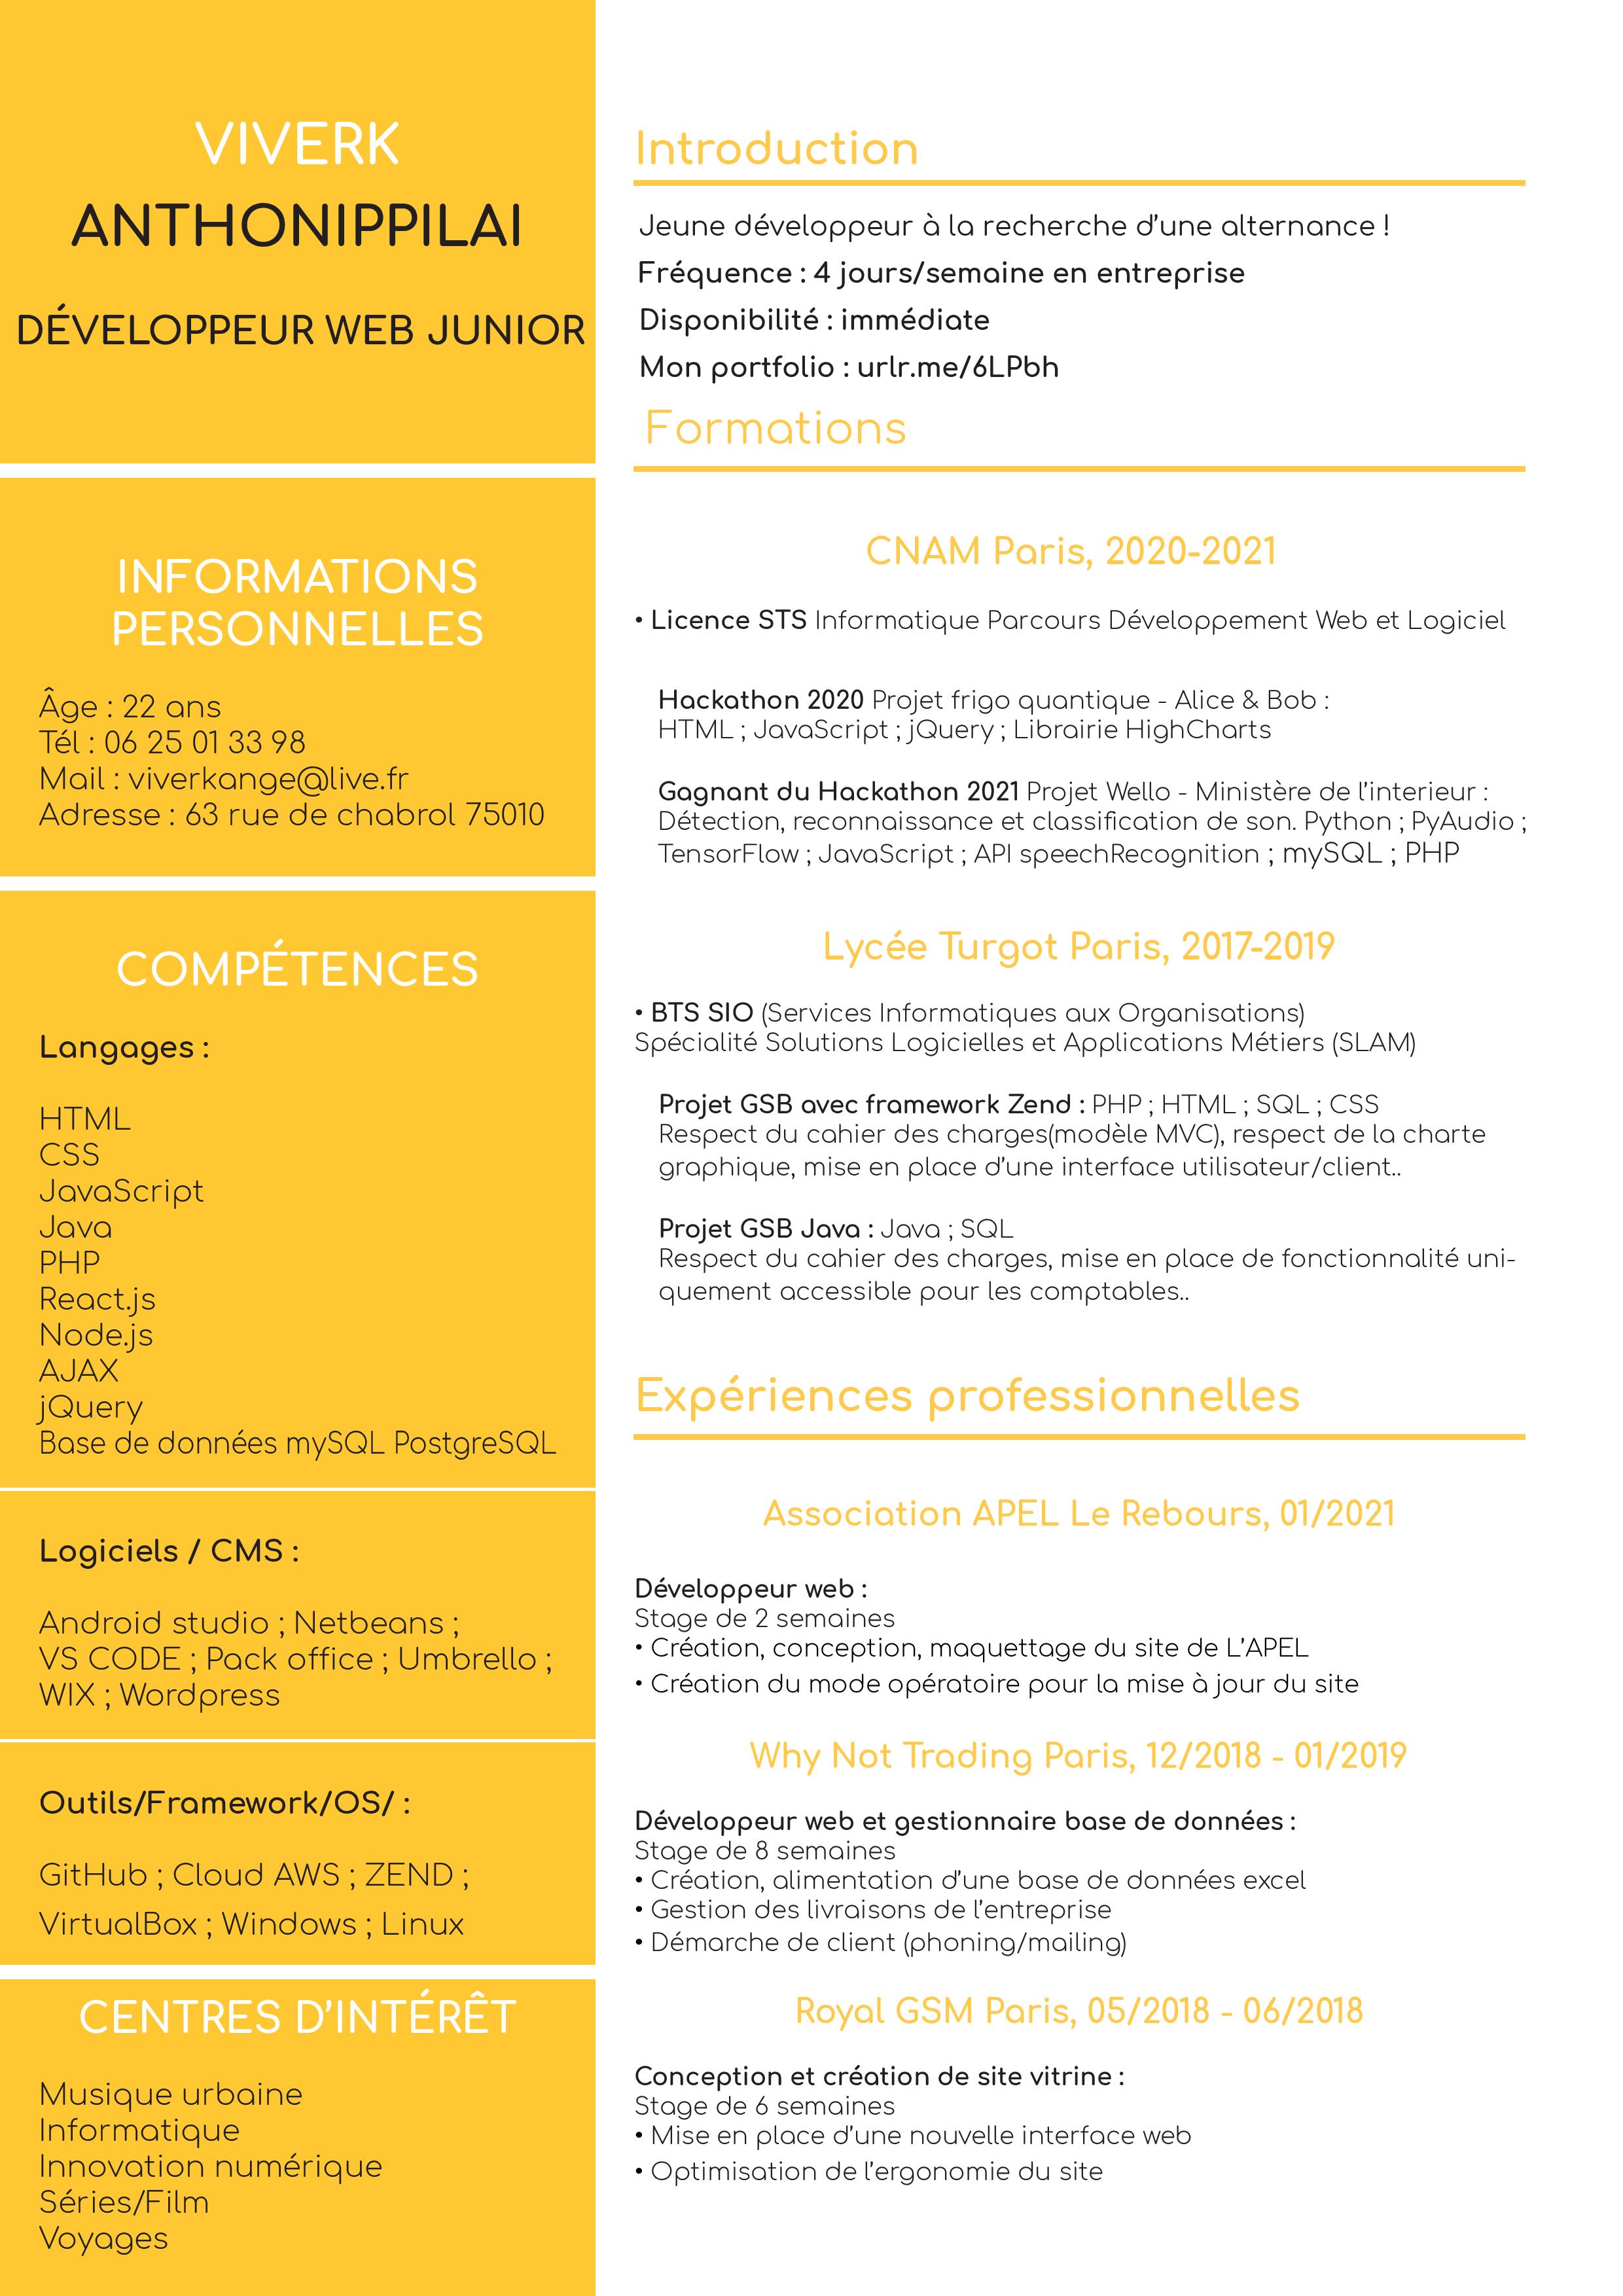 VIVERK
ANTHONIPPILAI
DÉVELOPPEUR WEB JUNIOR
INFORMATIONS
PERSONNELLES
Âge : 22 ans
Tél : 06 25 01 33 98
Mail : viverkange@live.fr
Adresse : 63 rue de chabrol 75010
COMPÉTENCES
Langages :
HTML
CSS
JavaScript
Java
PHP
React.js
Node.js
AJAX
jQuery
Base de données mySQL PostgreSQL
Logiciels / CMS :
Android studio ; Netbeans ;
VS CODE ; Pack office ; Umbrello ;
WIX ; Wordpress
Outils/Framework/OS/ :
GitHub ; Cloud AWS ; ZEND ;
VirtualBox ; Windows ; Linux
CENTRES D’INTÉRÊT
Musique urbaine
Informatique
Innovation numérique
Séries/Film
Voyages
Introduction
Jeune développeur à la recherche d’une alternance !
Fréquence : 4 jours/semaine en entreprise
Disponibilité : immédiate
Mon portfolio : urlr.me/6LPbh
Formations
CNAM Paris, 2020-2021
• Licence STS Informatique Parcours Développement Web et Logiciel
Hackathon 2020 Projet frigo quantique - Alice & Bob :
HTML ; JavaScript ; jQuery ; Librairie HighCharts
Gagnant du Hackathon 2021 Projet Wello - Ministère de l’interieur :
Détection, reconnaissance et classification de son. Python ; PyAudio ;
TensorFlow ; JavaScript ; API speechRecognition ; mySQL ; PHP
Lycée Turgot Paris, 2017-2019
• BTS SIO (Services Informatiques aux Organisations)
Spécialité Solutions Logicielles et Applications Métiers (SLAM)
Projet GSB avec framework Zend : PHP ; HTML ; SQL ; CSS
Respect du cahier des charges(modèle MVC), respect de la charte
graphique, mise en place d’une interface utilisateur/client..
Projet GSB Java : Java ; SQL
Respect du cahier des charges, mise en place de fonctionnalité uni-
quement accessible pour les comptables..
Expériences professionnelles
Association APEL Le Rebours, 01/2021
Développeur web :
Stage de 2 semaines
• Création, conception, maquettage du site de L’APEL
• Création du mode opératoire pour la mise à jour du site
Why Not Trading Paris, 12/2018 - 01/2019
Développeur web et gestionnaire base de données :
Stage de 8 semaines
• Création, alimentation d’une base de données excel
• Gestion des livraisons de l’entreprise
• Démarche de client (phoning/mailing)
Royal GSM Paris, 05/2018 - 06/2018
Conception et création de site vitrine :
Stage de 6 semaines
• Mise en place d’une nouvelle interface web
• Optimisation de l’ergonomie du site